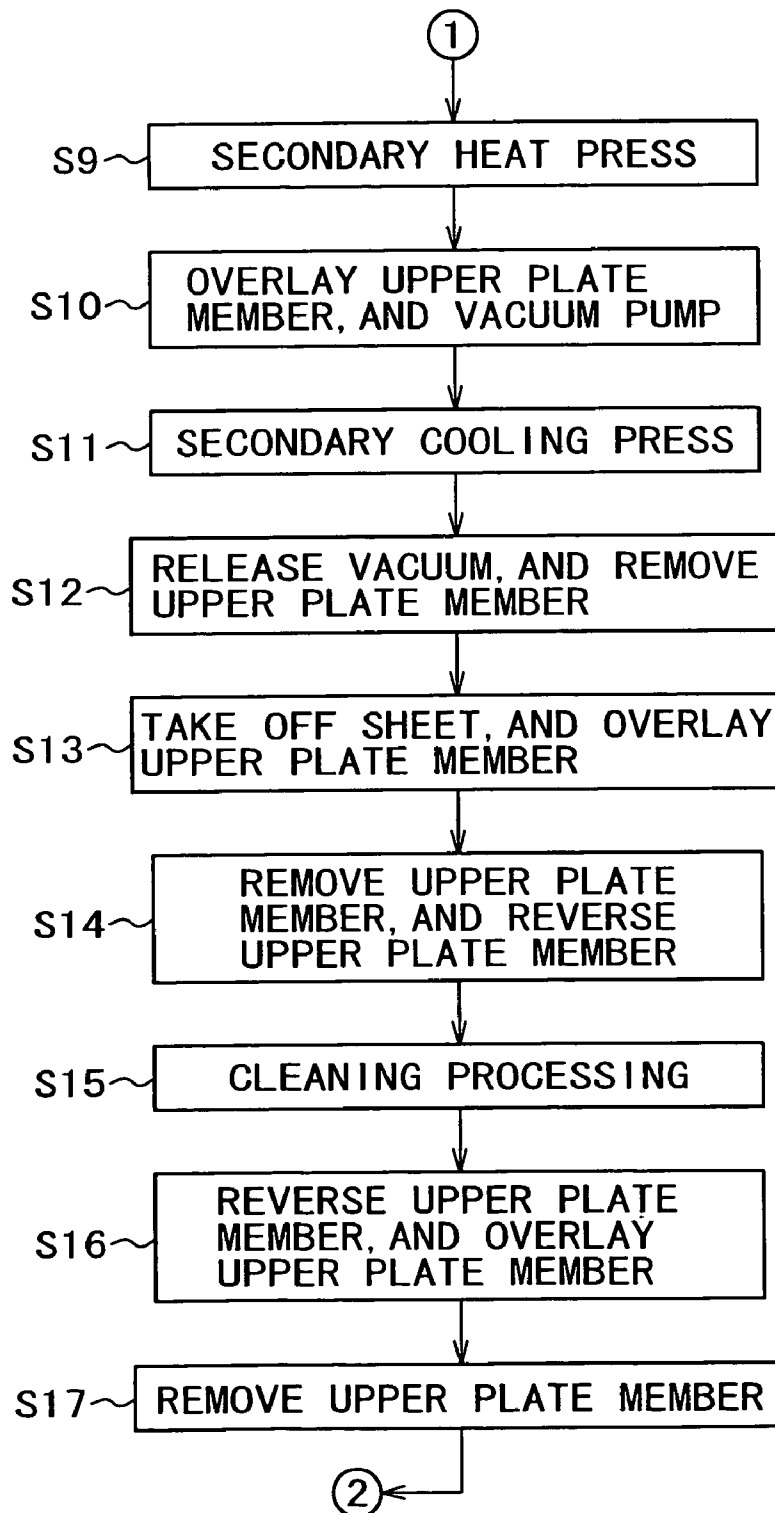 1
S9
SECONDARY HEAT PRESS
S10
OVERLAY UPPER PLATE
MEMBER, AND VACUUM PUMP
S11
SECONDARY COOLING PRESS
S12
RELEASE VACUUM, AND REMOVE
UPPER PLATE MEMBER
S13
TAKE OFF SHEET, AND OVERLAY
UPPER PLATE MEMBER
S14
REMOVE UPPER PLATE
MEMBER, AND REVERSE
UPPER PLATE MEMBER
S15
CLEANING PROCESSING
S16
REVERSE UPPER PLATE
MEMBER, AND OVERLAY
UPPER PLATE MEMBER
S17
REMOVE UPPER PLATE MEMBER
2